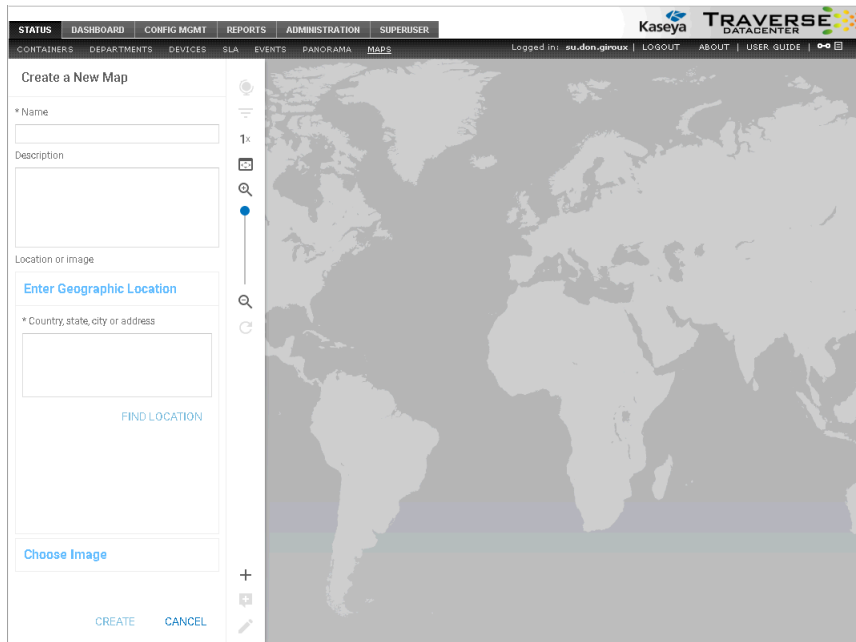 STATUS DASHBOARD CONFIG MGMT REPORTS ADMINISTRATION SUPERUSER
Kaseya TRAVERSE
DATACENTER
CONTAINERS DEPARTMENTS DEVICES SLA EVENTS PANORAMA MAPS Logged in: su.don.giroux | LOGOUT ABOUT | USER GUIDE |
Create a New Map
* Name
1x
Description
Location or image
Enter Geographic Location
* Country, state, city or address
FIND LOCATION
Choose Image
CREATE CANCEL